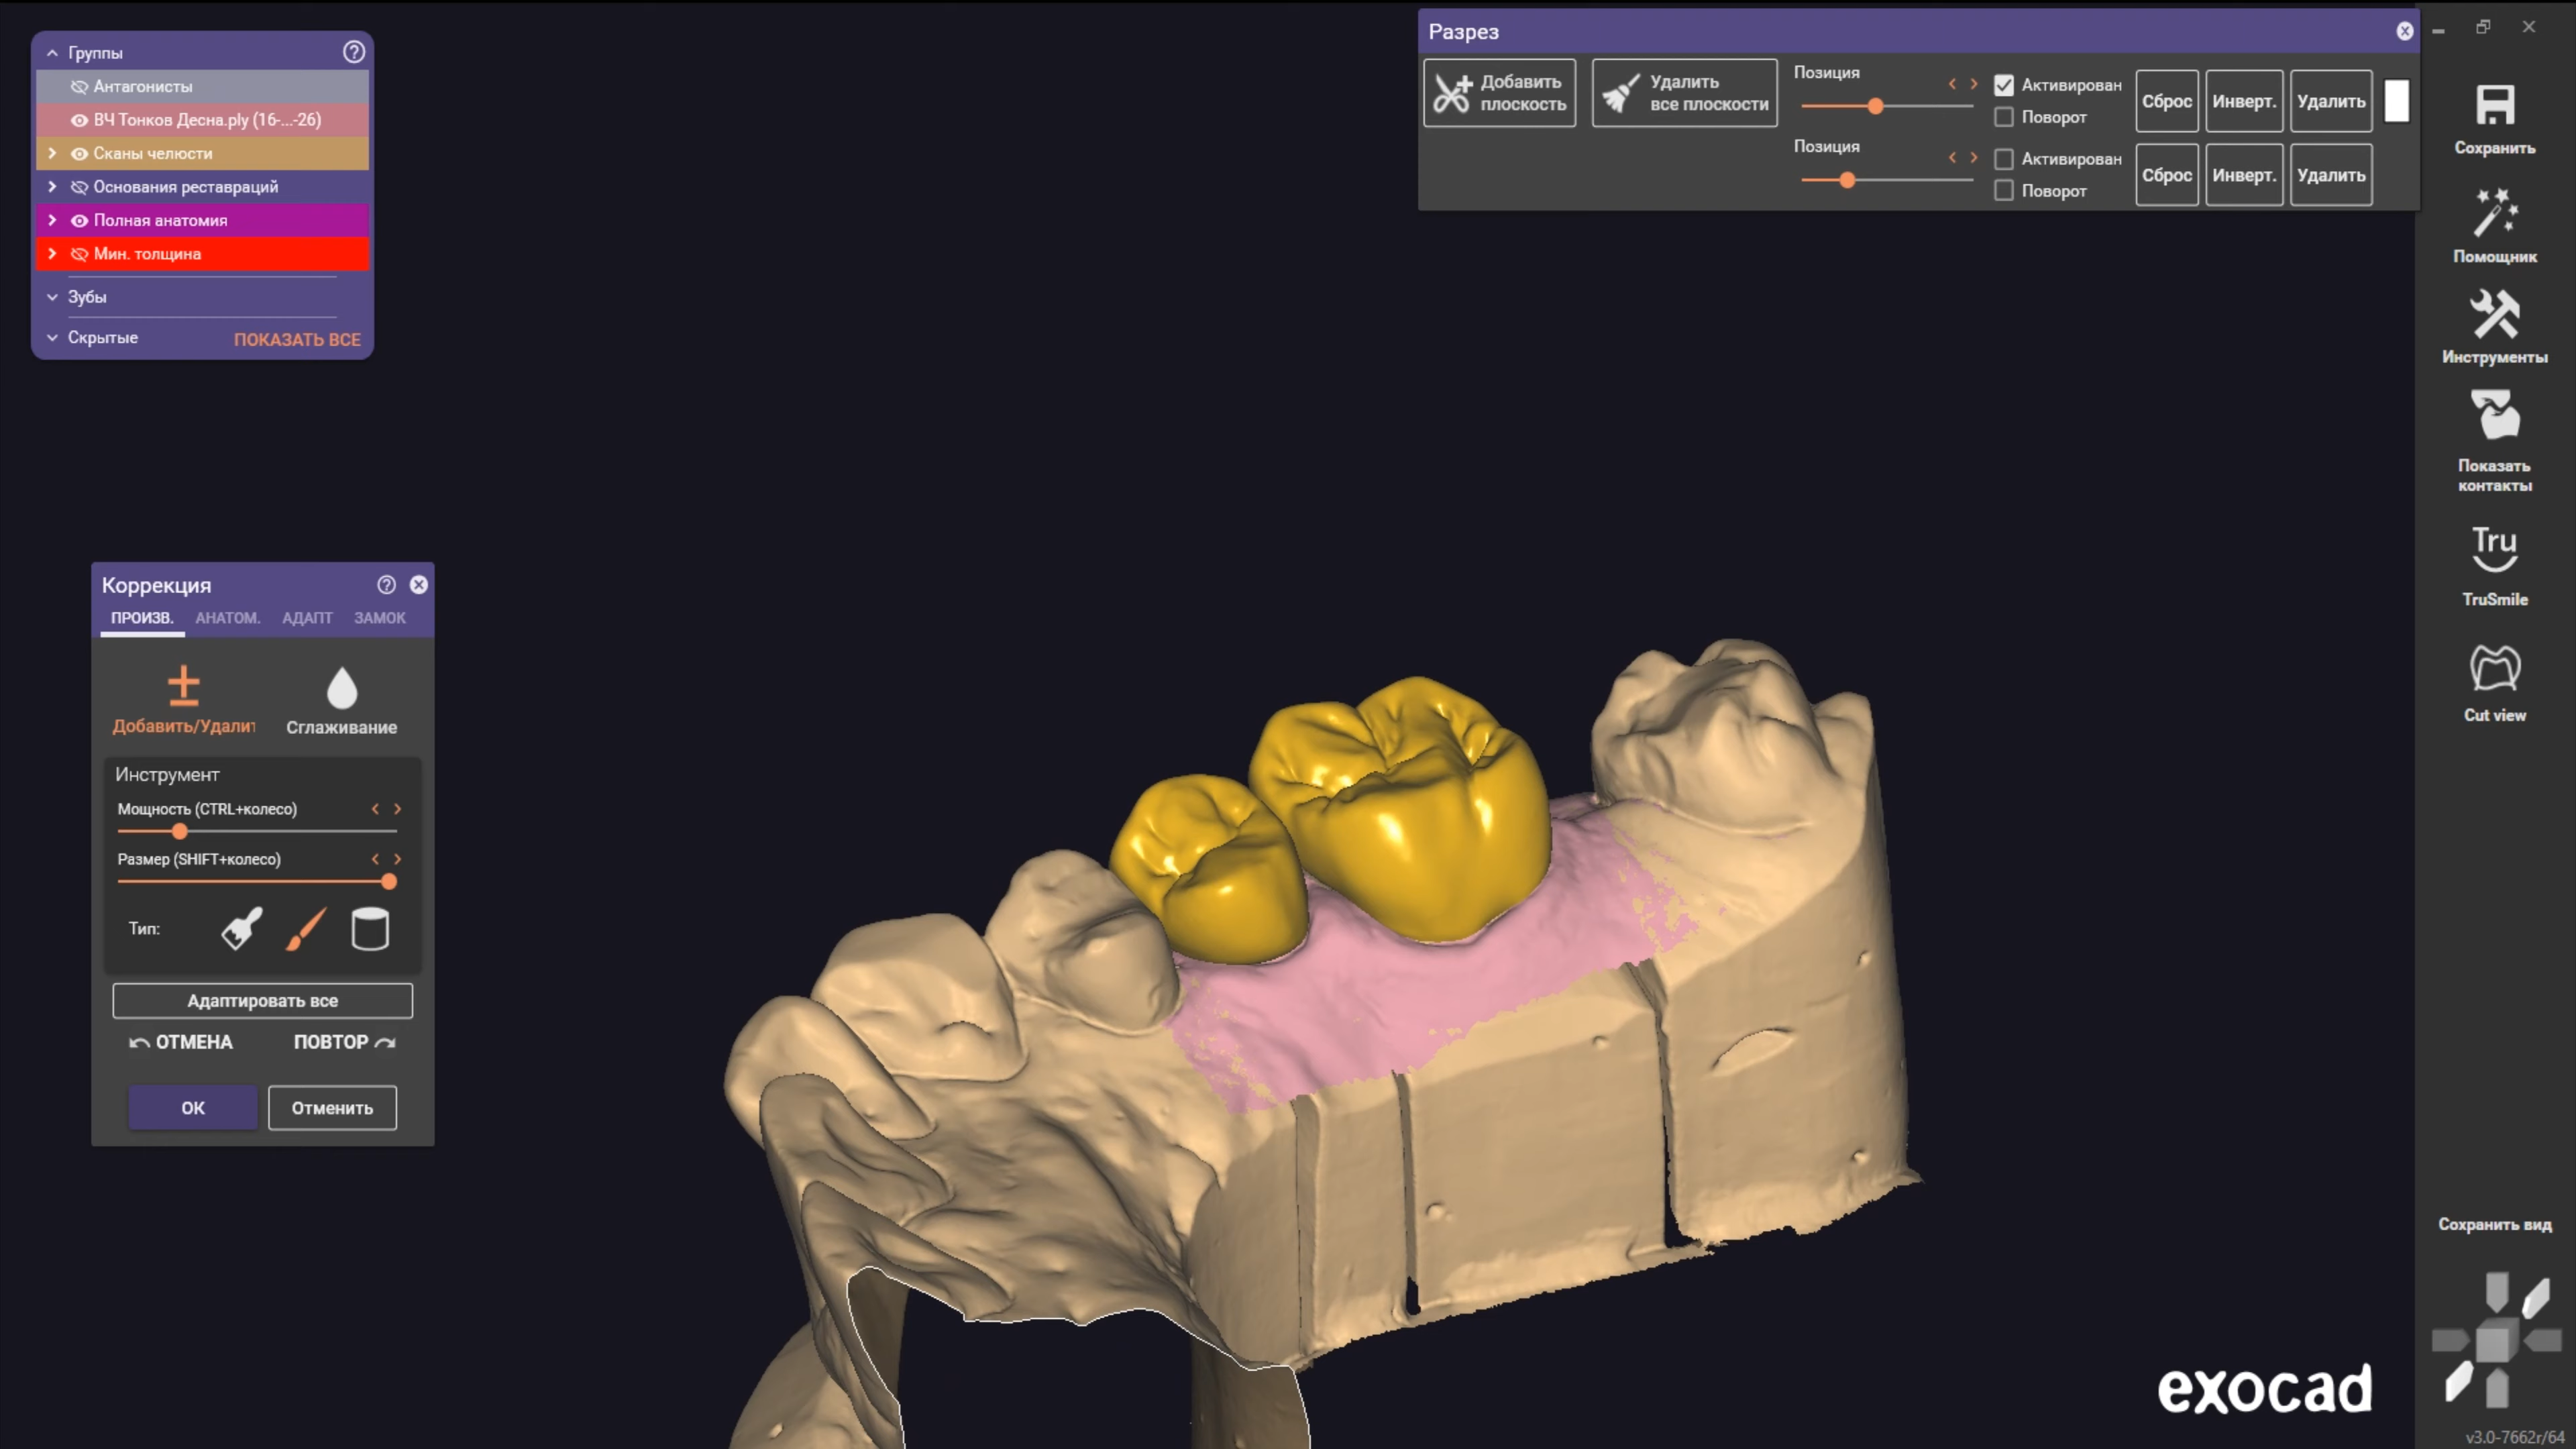 Группы
Антагонисты
ВЧ Тонков Десна.ply (16-...-26)
Сканы челюсти
Основания реставраций
Полная анатомия
Мин. толщина
Зубы
Скрытые ПОКАЗАТЬ ВСЕ
Разрез
Добавить
плоскость
Удалить
все плоскости
Позиция
Активирован
Поворот
Сброс Инверт. Удалить
Позиция
Активирован
Поворот
Сброс Инверт. Удалить
Сохранить
Помощник
Инструменты
Показать
контакты
Tru
TruSmile
Cut view
Коррекция
ПРОИЗВ. АНАТОМ. АДАПТ ЗАМОК
Добавить/Удалит Сглаживание
Инструмент
Мощность (CTRL+колесо)
Размер (SHIFT+колесо)
Тип:
Адаптировать все
ОТМЕНА ПОВТОР
OK Отменить
Сохранить вид
exocad
v3.0-7662r/64